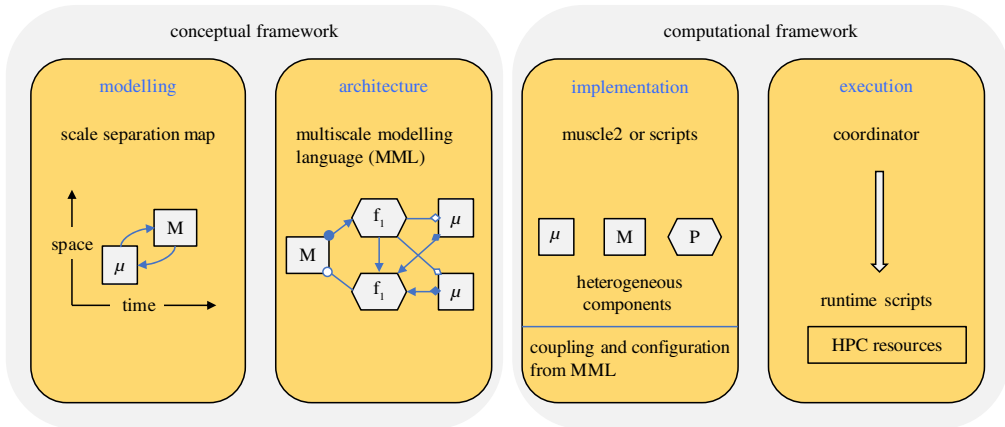 conceptual framework
modelling
scale separation map
space
M
μ
time
architecture
multiscale modelling
language (MML)
f1
μ
M
f1
μ
computational framework
implementation
muscle2 or scripts
μ
M
P
heterogeneous
components
coupling and configuration
from MML
execution
coordinator
runtime scripts
HPC resources